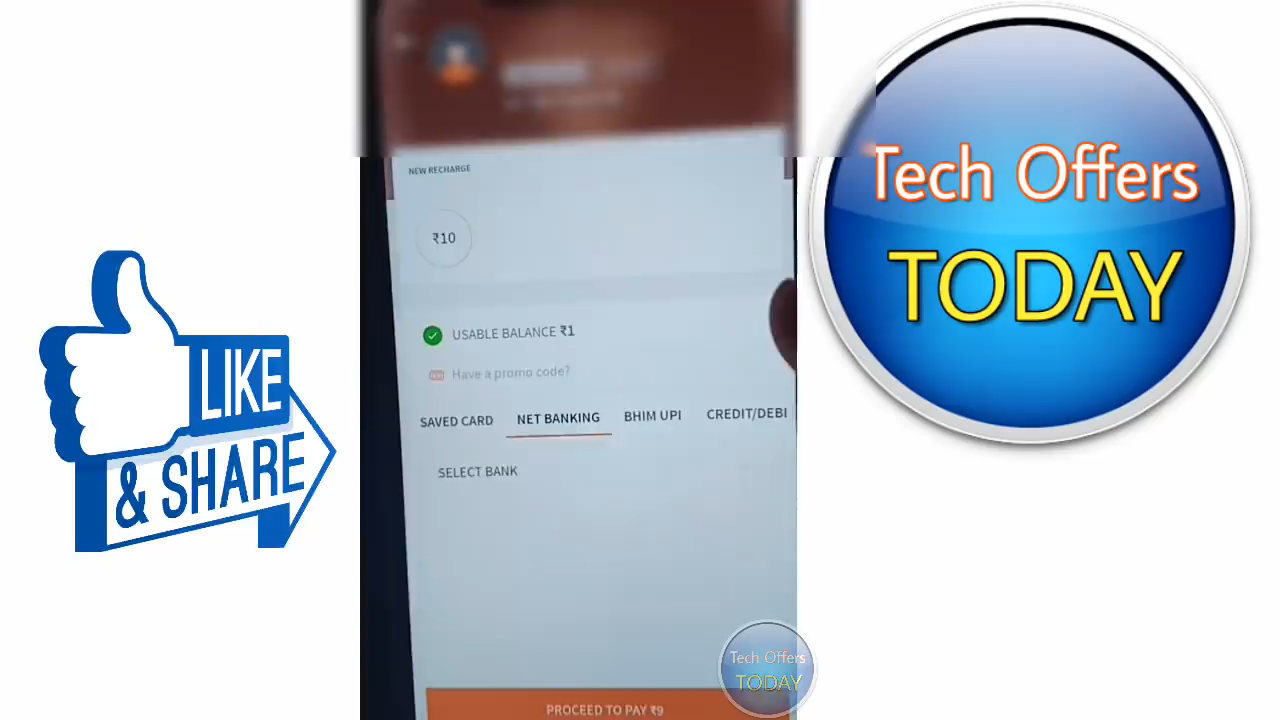 Tech Offers
TODAY
LIKE
& SHARE
NEW RECHARGE
₹10
USABLE BALANCE ₹1
Have a promo code?
SAVED CARD NET BANKING BHIM UPI CREDIT/DEBI
SELECT BANK
PROCEED TO PAY ₹9
Tech Offers
TODAY